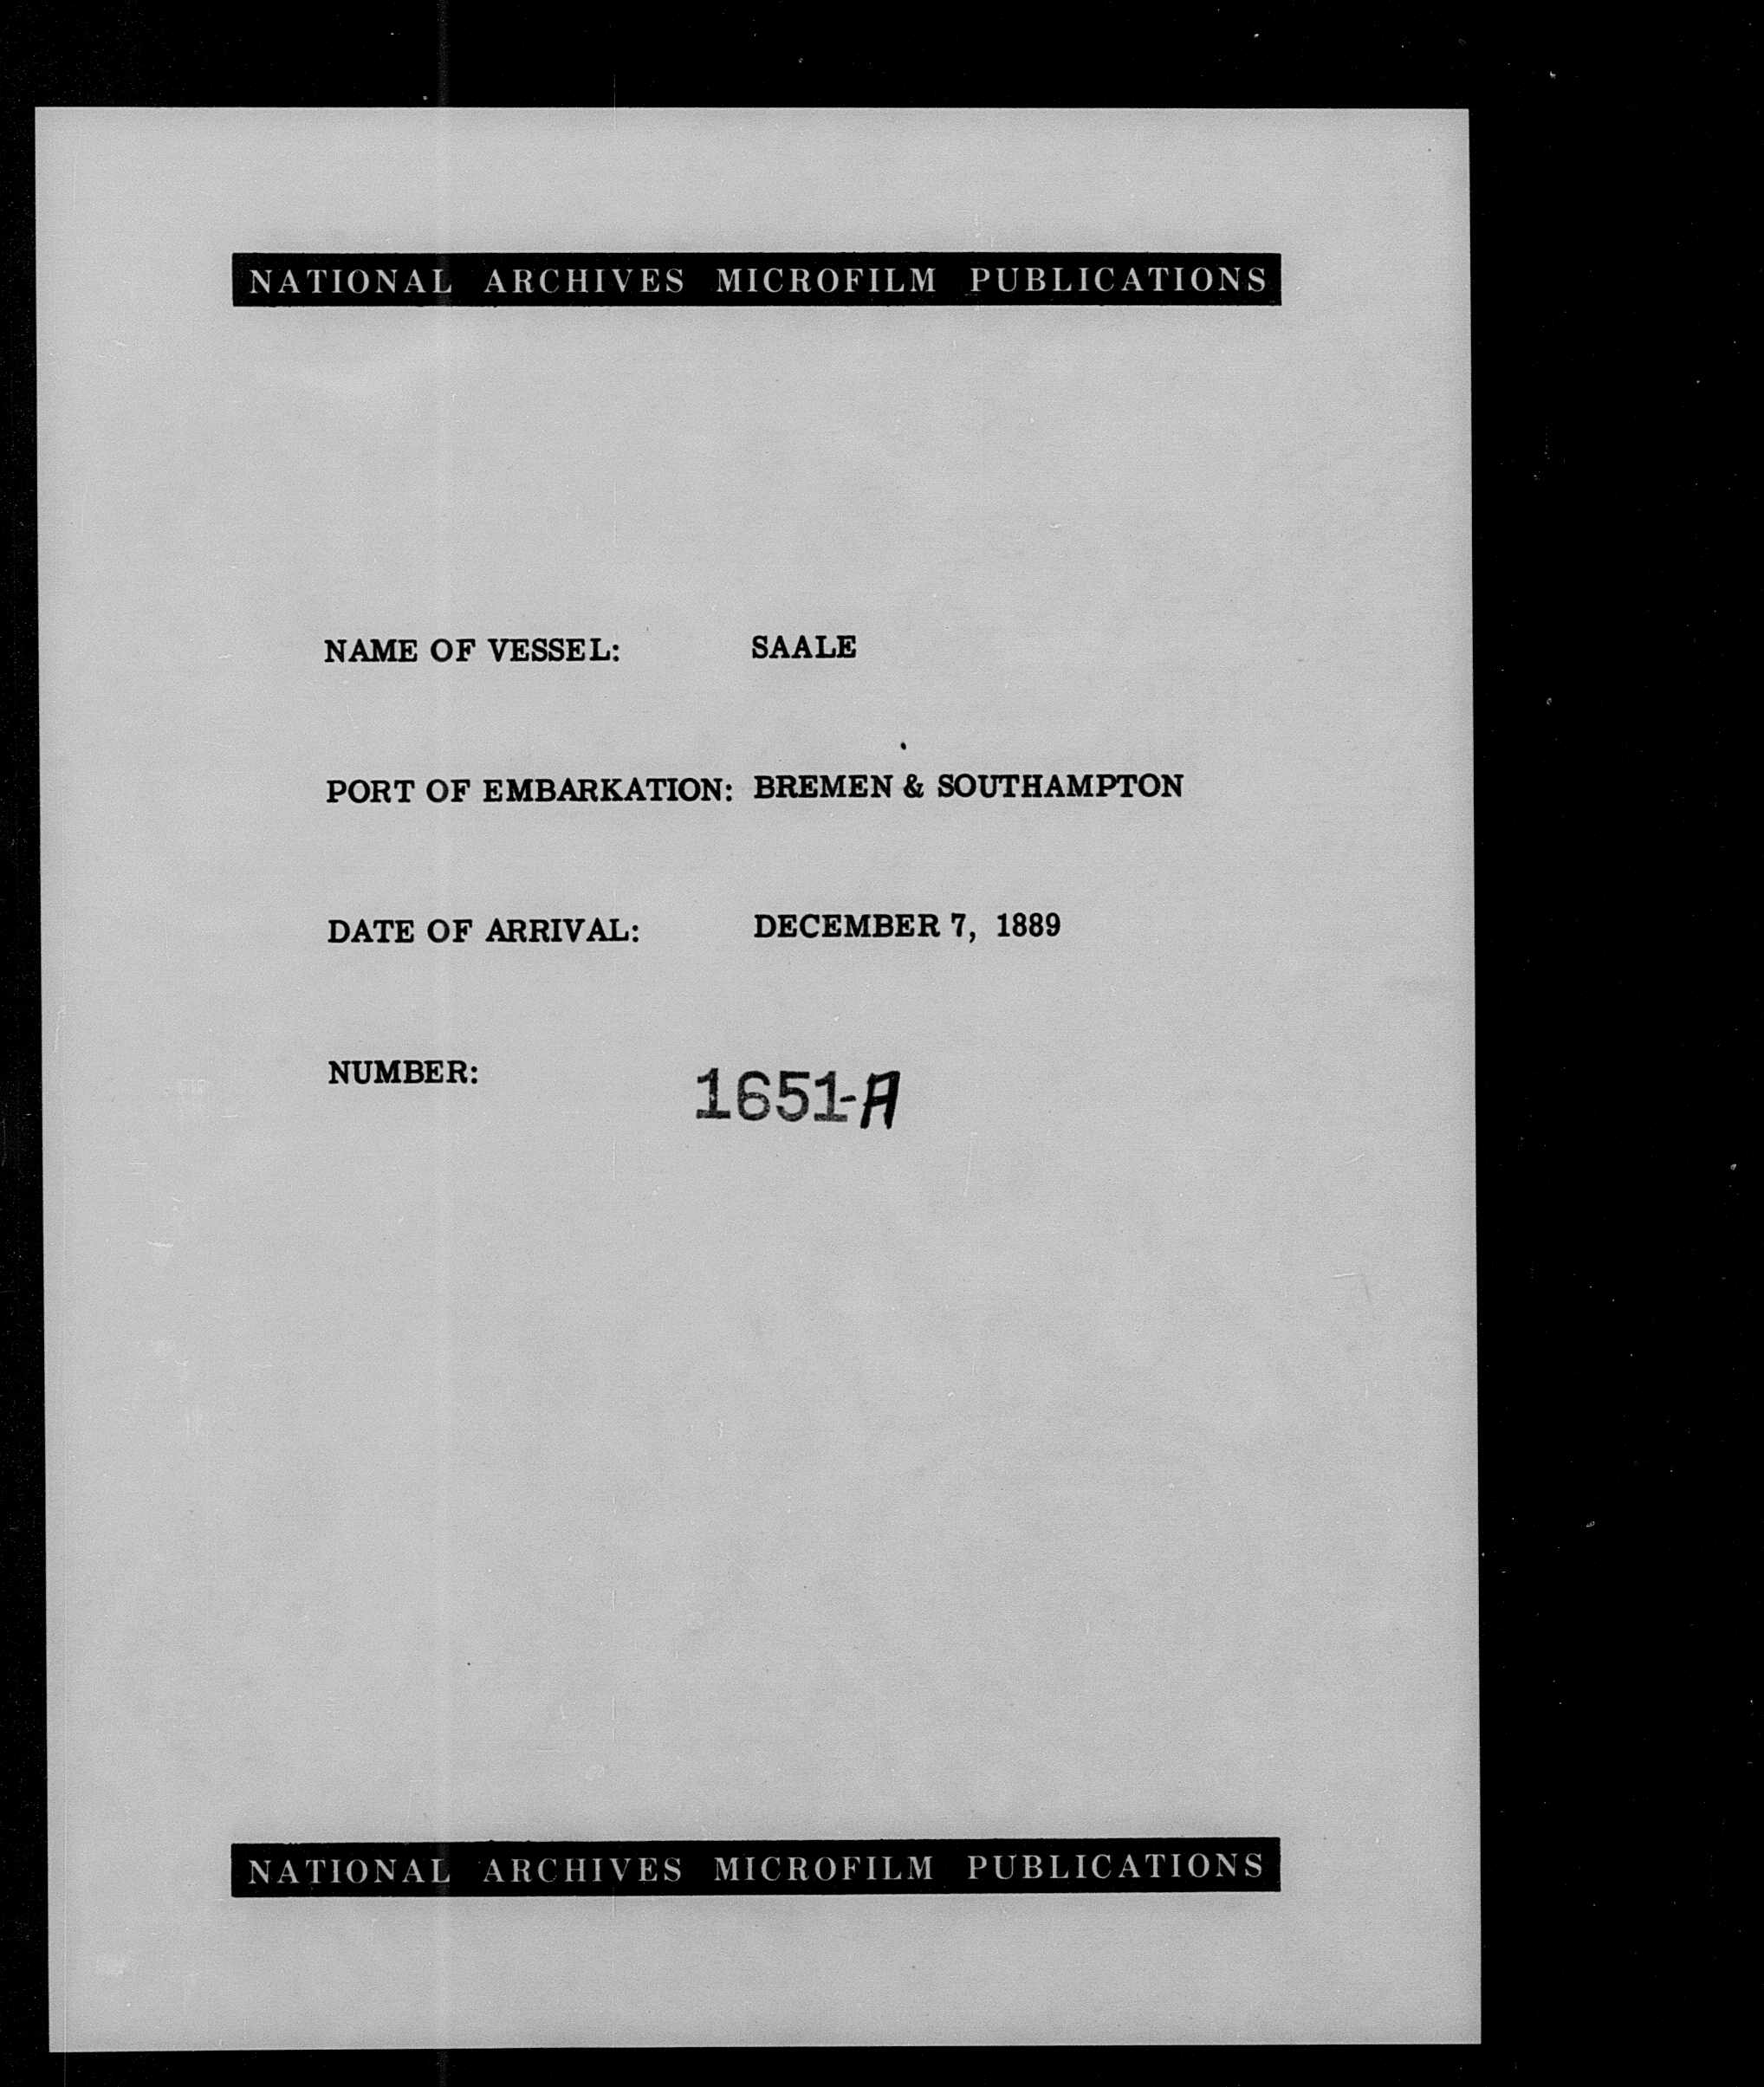 NATIONAL ARCHIVES MICROFILM PUBLICATIONS
NAME OF VESSEL: SAALE
PORT OF EMBARKATION: BREMEN & SOUTHAMPTON
DATE OF ARRIVAL: DECEMBER 7, 1889
NUMBER: 1651-A
NATIONAL ARCHIVES MICROFILM PUBLICATIONS